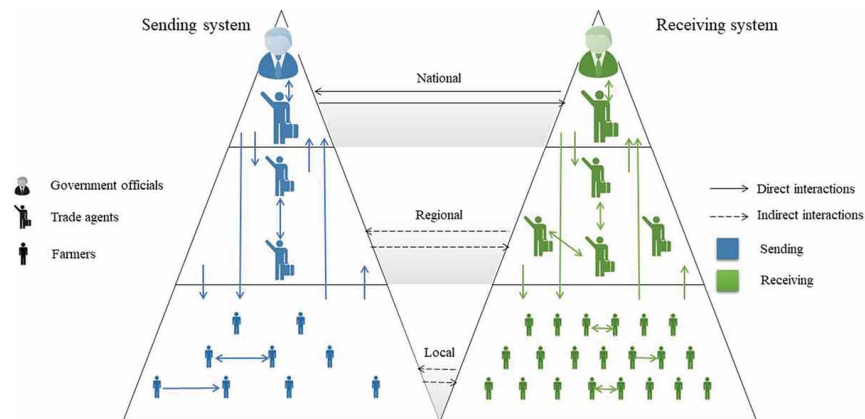 Sending system
Receiving system
National
Government officials
Trade agents
Farmers
Regional
Direct interactions
Indirect interactions
Sending
Receiving
Local